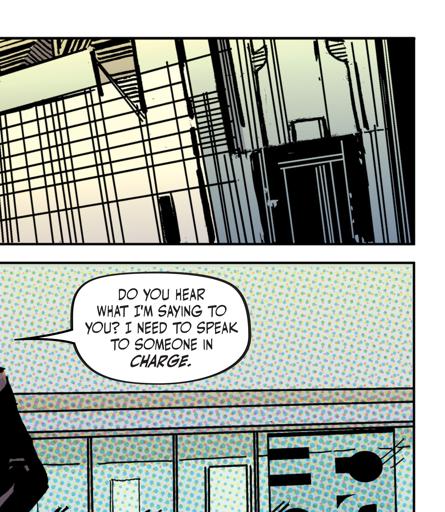 DO YOU HEAR
WHAT I'M SAYING TO
YOU? I NEED TO SPEAK
TO SOMEONE IN
CHARGE.